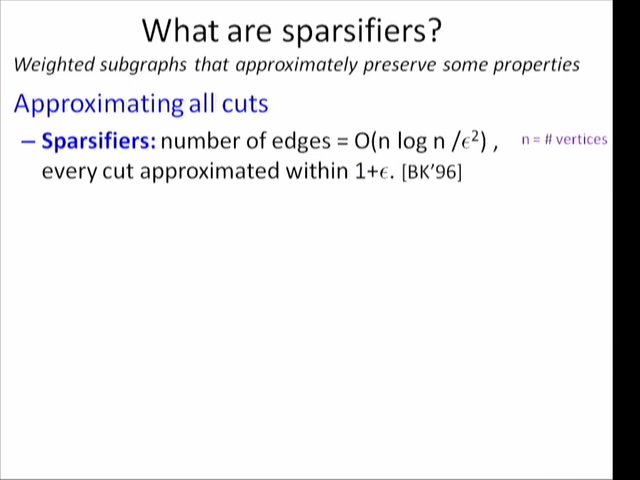 What are sparsifiers?
Weighted subgraphs that approximately preserve some properties
Approximating all cuts
– Sparsifiers: number of edges = O(n log n /ϵ²) , n = # vertices
every cut approximated within 1+ϵ. [BK’96]